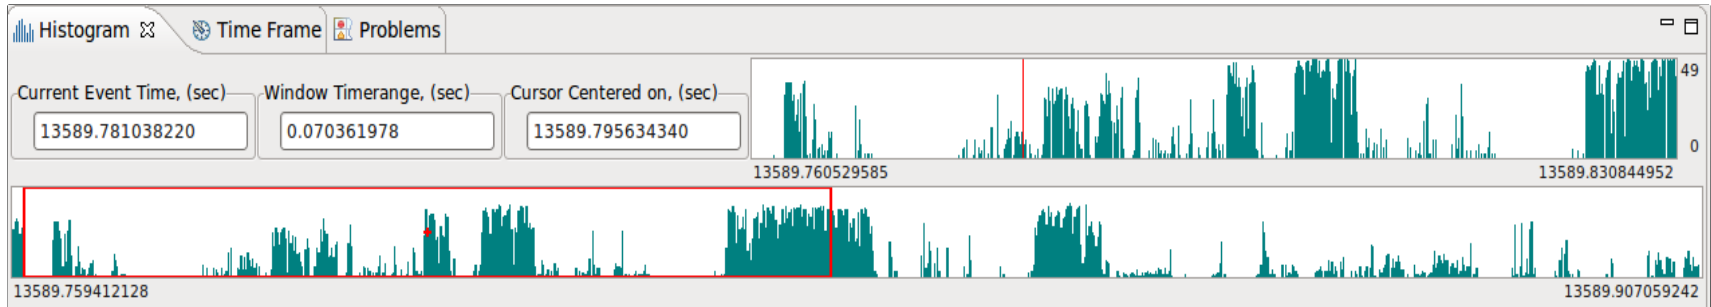 Histogram Time Frame Problems
Current Event Time, (sec) Window Timerange, (sec) Cursor Centered on, (sec)
13589.781038220 0.070361978 13589.795634340
49
0
13589.760529585 13589.830844952
13589.759412128 13589.907059242